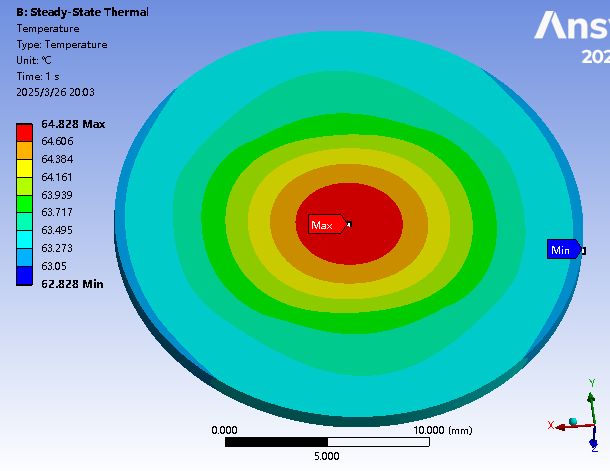 B: Steady-State Thermal
Temperature
Type: Temperature
Unit: °C
Time: 1 s
2025/3/26 20:03
64.828 Max
64.606
64.384
64.161
63.939
63.717
63.495
63.273
63.05
62.828 Min
Ans
202
Max
Min
0.000
10.000 (mm)
5.000
Y
X
Z